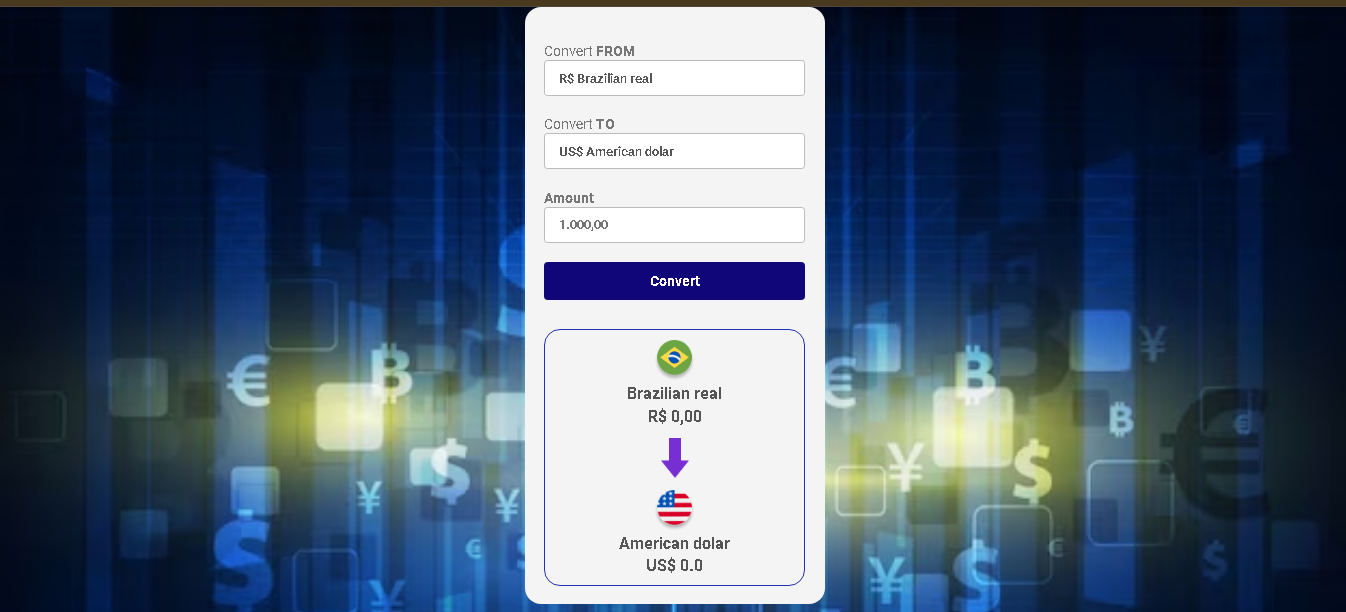 Convert FROM
R$ Brazilian real
Convert TO
US$ American dolar
Amount
1.000,00
Convert
Brazilian real
R$ 0,00
American dolar
US$ 0.0